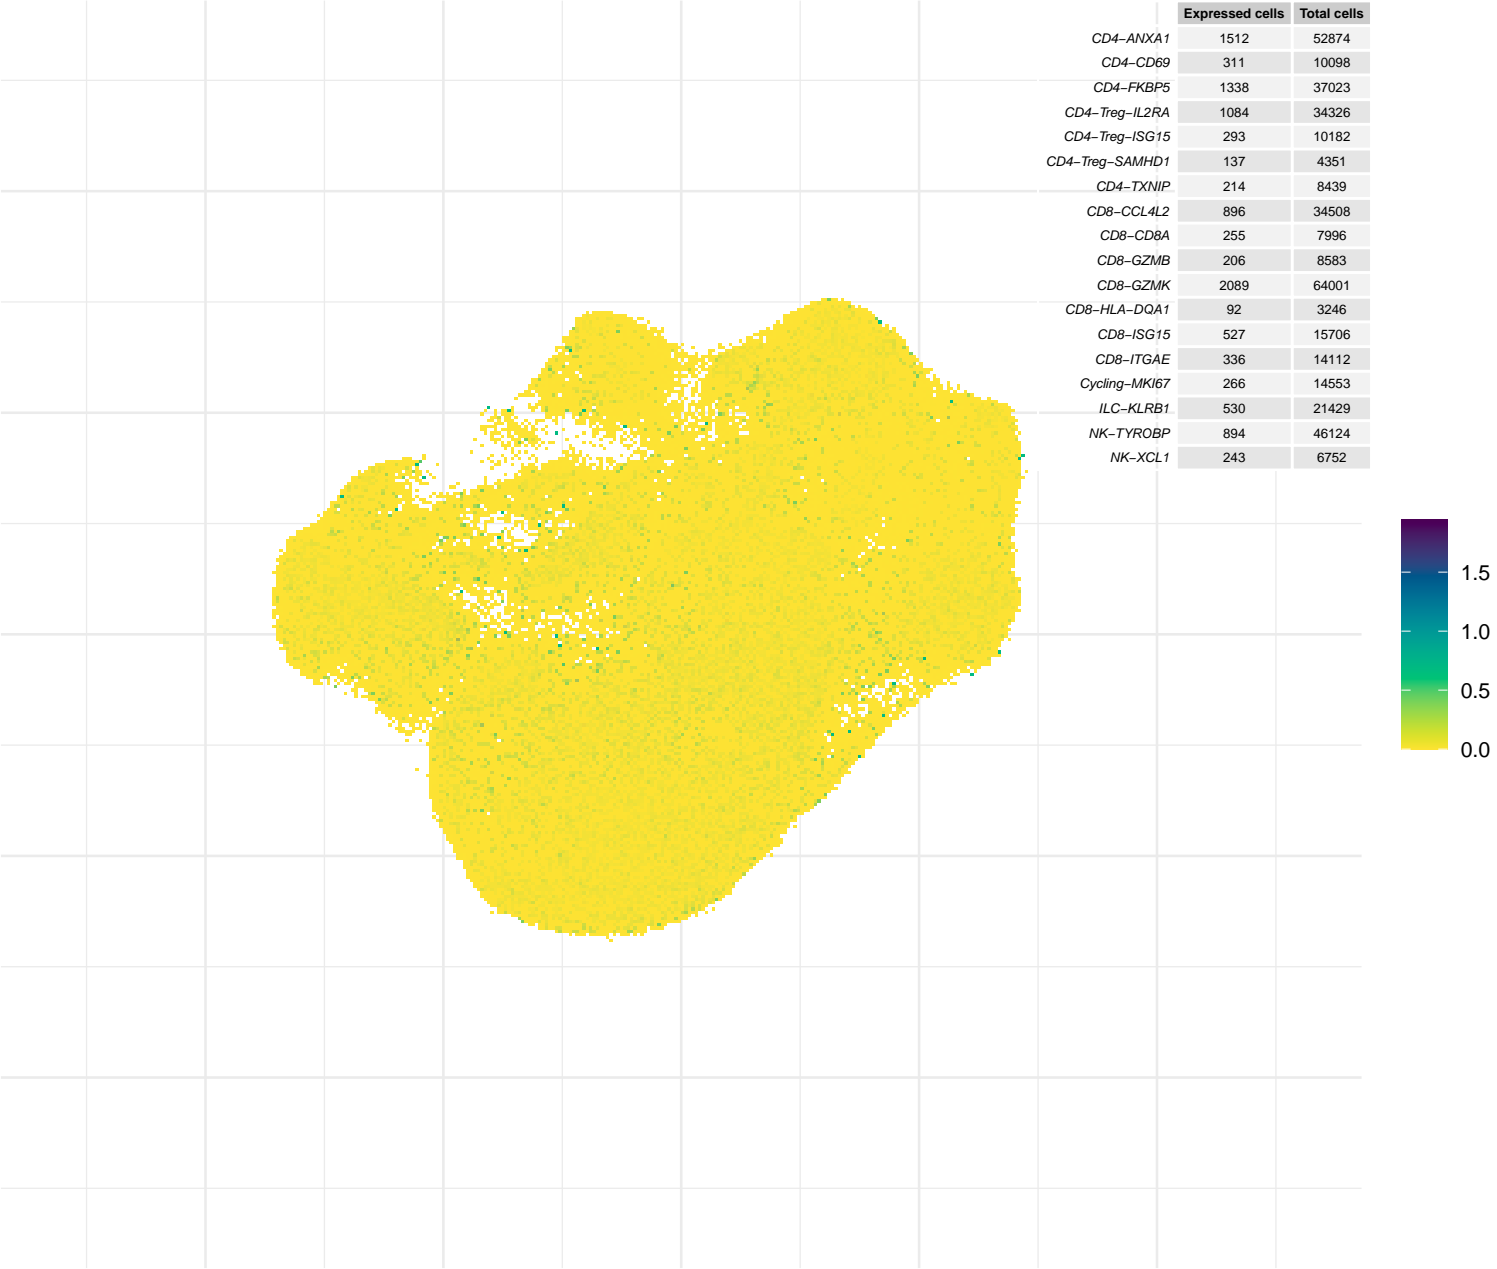 Expressed cells Total cells
CD4−ANXA1 1512 52874
CD4−CD69 311 10098
CD4−FKBP5 1338 37023
CD4−Treg−IL2RA 1084 34326
CD4−Treg−ISG15 293 10182
CD4−Treg−SAMHD1 137 4351
CD4−TXNIP 214 8439
CD8−CCL4L2 896 34508
CD8−CD8A 255 7996
CD8−GZMB 206 8583
CD8−GZMK 2089 64001
CD8−HLA−DQA1 92 3246
CD8−ISG15 527 15706
CD8−ITGAE 336 14112
Cycling−MKI67 266 14553
ILC−KLRB1 530 21429
NK−TYROBP 894 46124
NK−XCL1 243 6752
1.5
1.0
0.5
0.0